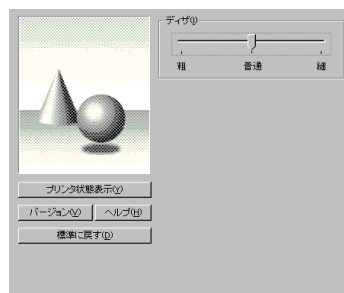 ディザ(I)
粗 普通 細
プリンタ状態表示(Y)
バージョン(V) ヘルプ(H)
標準に戻す(D)